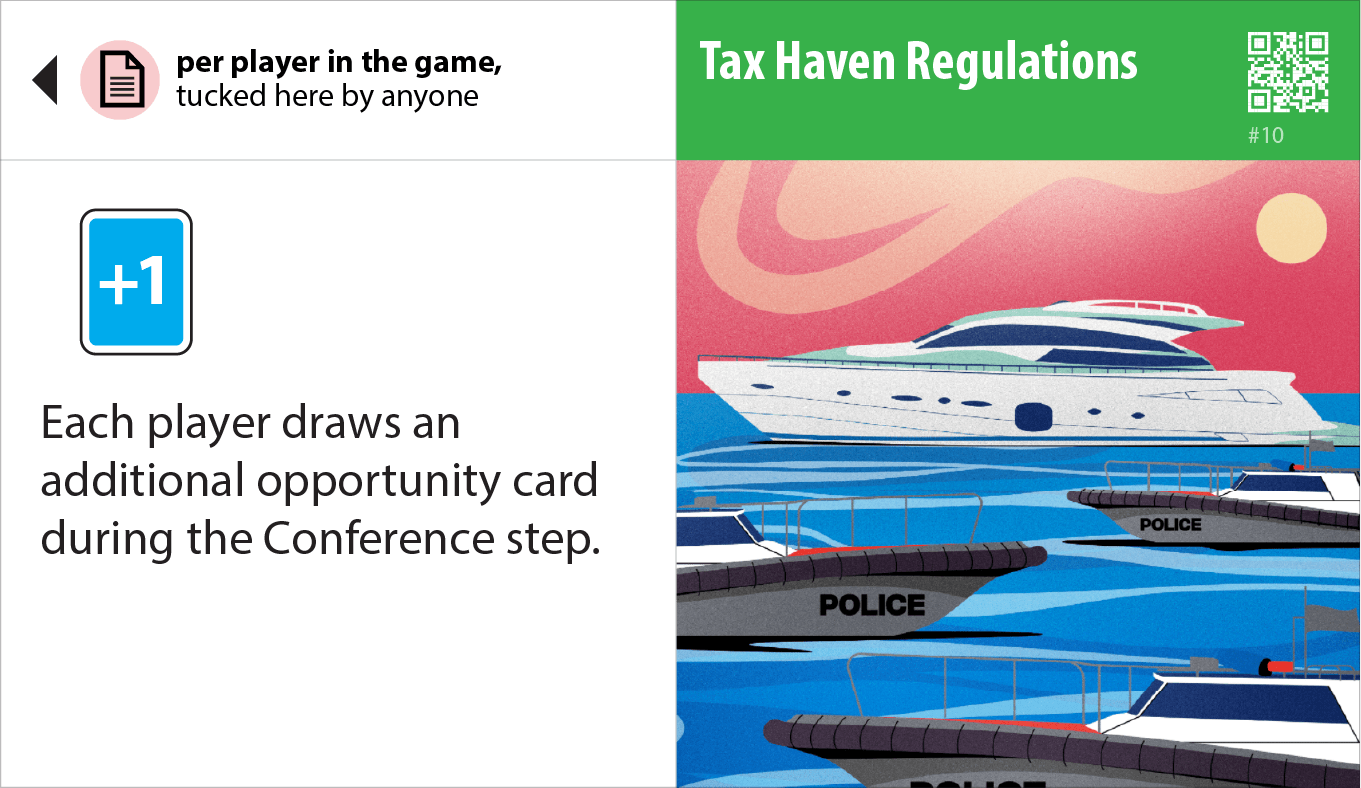 per player in the game,
tucked here by anyone
Tax Haven Regulations
#10
+1
Each player draws an
additional opportunity card
during the Conference step.
POLICE
POLICE
POLICE